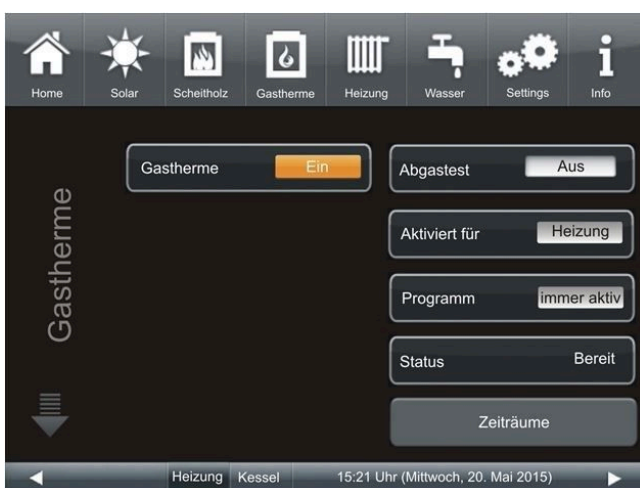 Home Solar Scheitholz Gastherme Heizung Wasser Settings Info
Gastherme
Gastherme Ein
Abgastest Aus
Aktiviert für Heizung
Programm immer aktiv
Status Bereit
Zeiträume
Heizung Kessel 15:21 Uhr (Mittwoch, 20. Mai 2015)